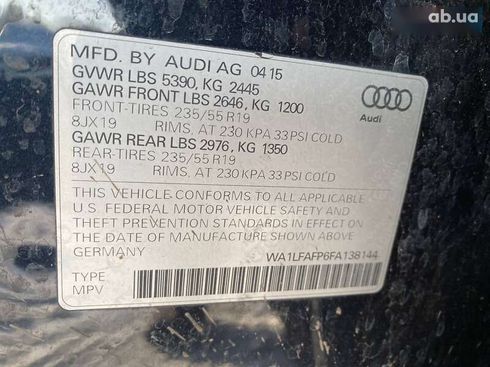 ab.ua
MFD. BY AUDI AG 04 15
GVWR LBS 5390, KG 2445
GAWR FRONT LBS 2646, KG 1200
FRONT-TIRES 235/55 R19
8JX19 RIMS, AT 230 KPA 33 PSI COLD
GAWR REAR LBS 2976, KG 1350
REAR-TIRES 235/55 R19
8JX19 RIMS, AT 230 KPA 33 PSI COLD
Audi
THIS VEHICLE CONFORMS TO ALL APPLICABLE
U.S. FEDERAL MOTOR VEHICLE SAFETY AND
THEFT PREVENTION STANDARDS IN EFFECT ON
THE DATE OF MANUFACTURE SHOWN ABOVE.
GERMANY WA1LFAFP6FA138144
TYPE
MPV